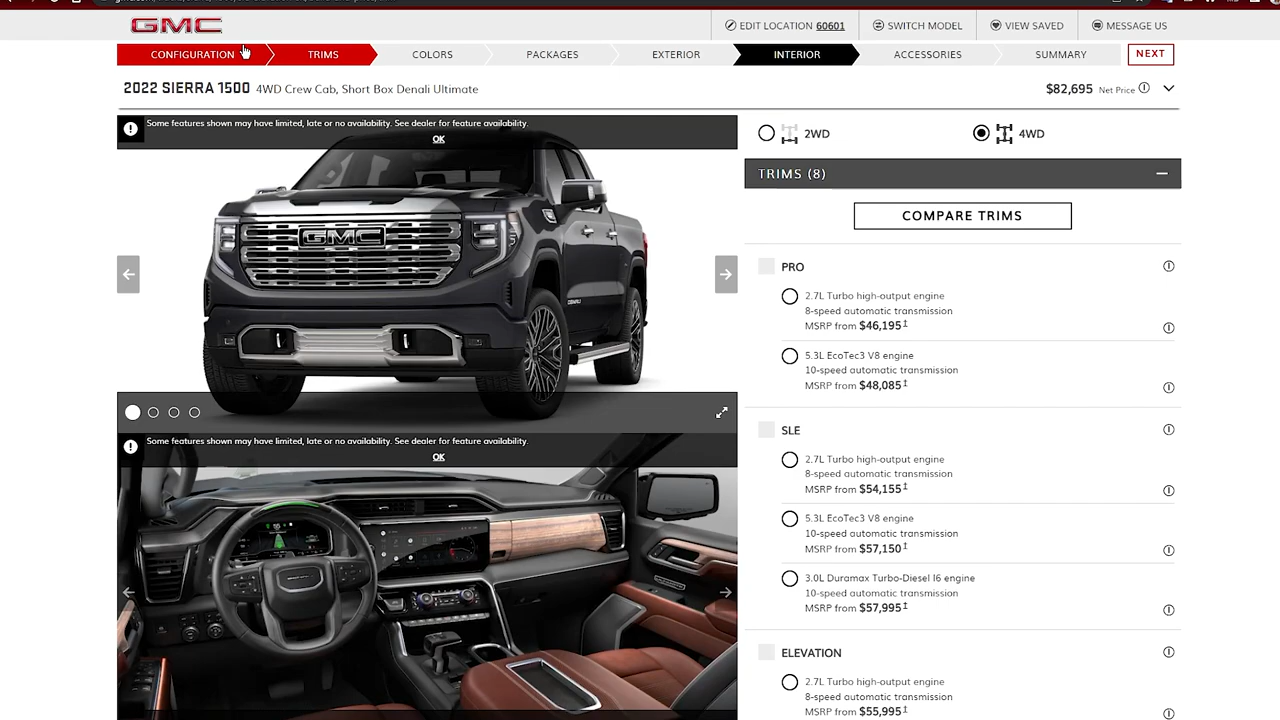 GMC
EDIT LOCATION 60601
SWITCH MODEL
VIEW SAVED
MESSAGE US
CONFIGURATION
TRIMS
COLORS
PACKAGES
EXTERIOR
INTERIOR
ACCESSORIES
SUMMARY
NEXT
2022 SIERRA 1500 4WD Crew Cab, Short Box Denali Ultimate
$82,695 Net Price
Some features shown may have limited, late or no availability. See dealer for feature availability.
OK
GMC
Some features shown may have limited, late or no availability. See dealer for feature availability.
OK
2WD
4WD
TRIMS (8)
COMPARE TRIMS
PRO
2.7L Turbo high-output engine
8-speed automatic transmission
MSRP from $46,195‡
5.3L EcoTec3 V8 engine
10-speed automatic transmission
MSRP from $48,085‡
SLE
2.7L Turbo high-output engine
8-speed automatic transmission
MSRP from $54,155‡
5.3L EcoTec3 V8 engine
10-speed automatic transmission
MSRP from $57,150‡
3.0L Duramax Turbo-Diesel I6 engine
10-speed automatic transmission
MSRP from $57,995‡
ELEVATION
2.7L Turbo high-output engine
8-speed automatic transmission
MSRP from $55,995‡